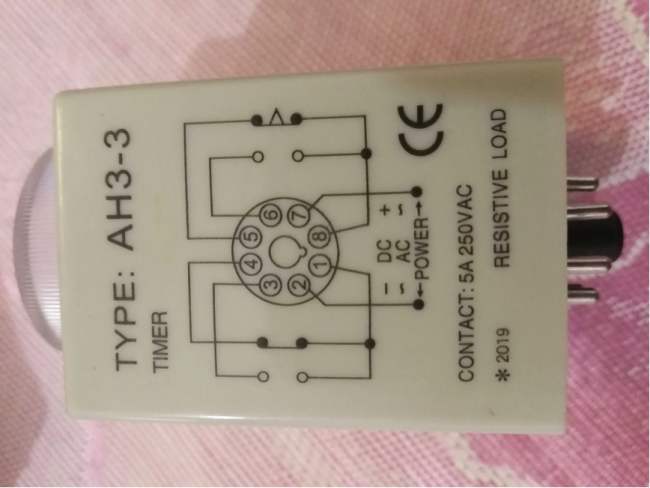 TYPE: AH3-3
TIMER
4 5
3 6
2 7
1 8
− DC +
~ AC ~
←POWER→
CE
CONTACT: 5A 250VAC
* 2019 RESISTIVE LOAD